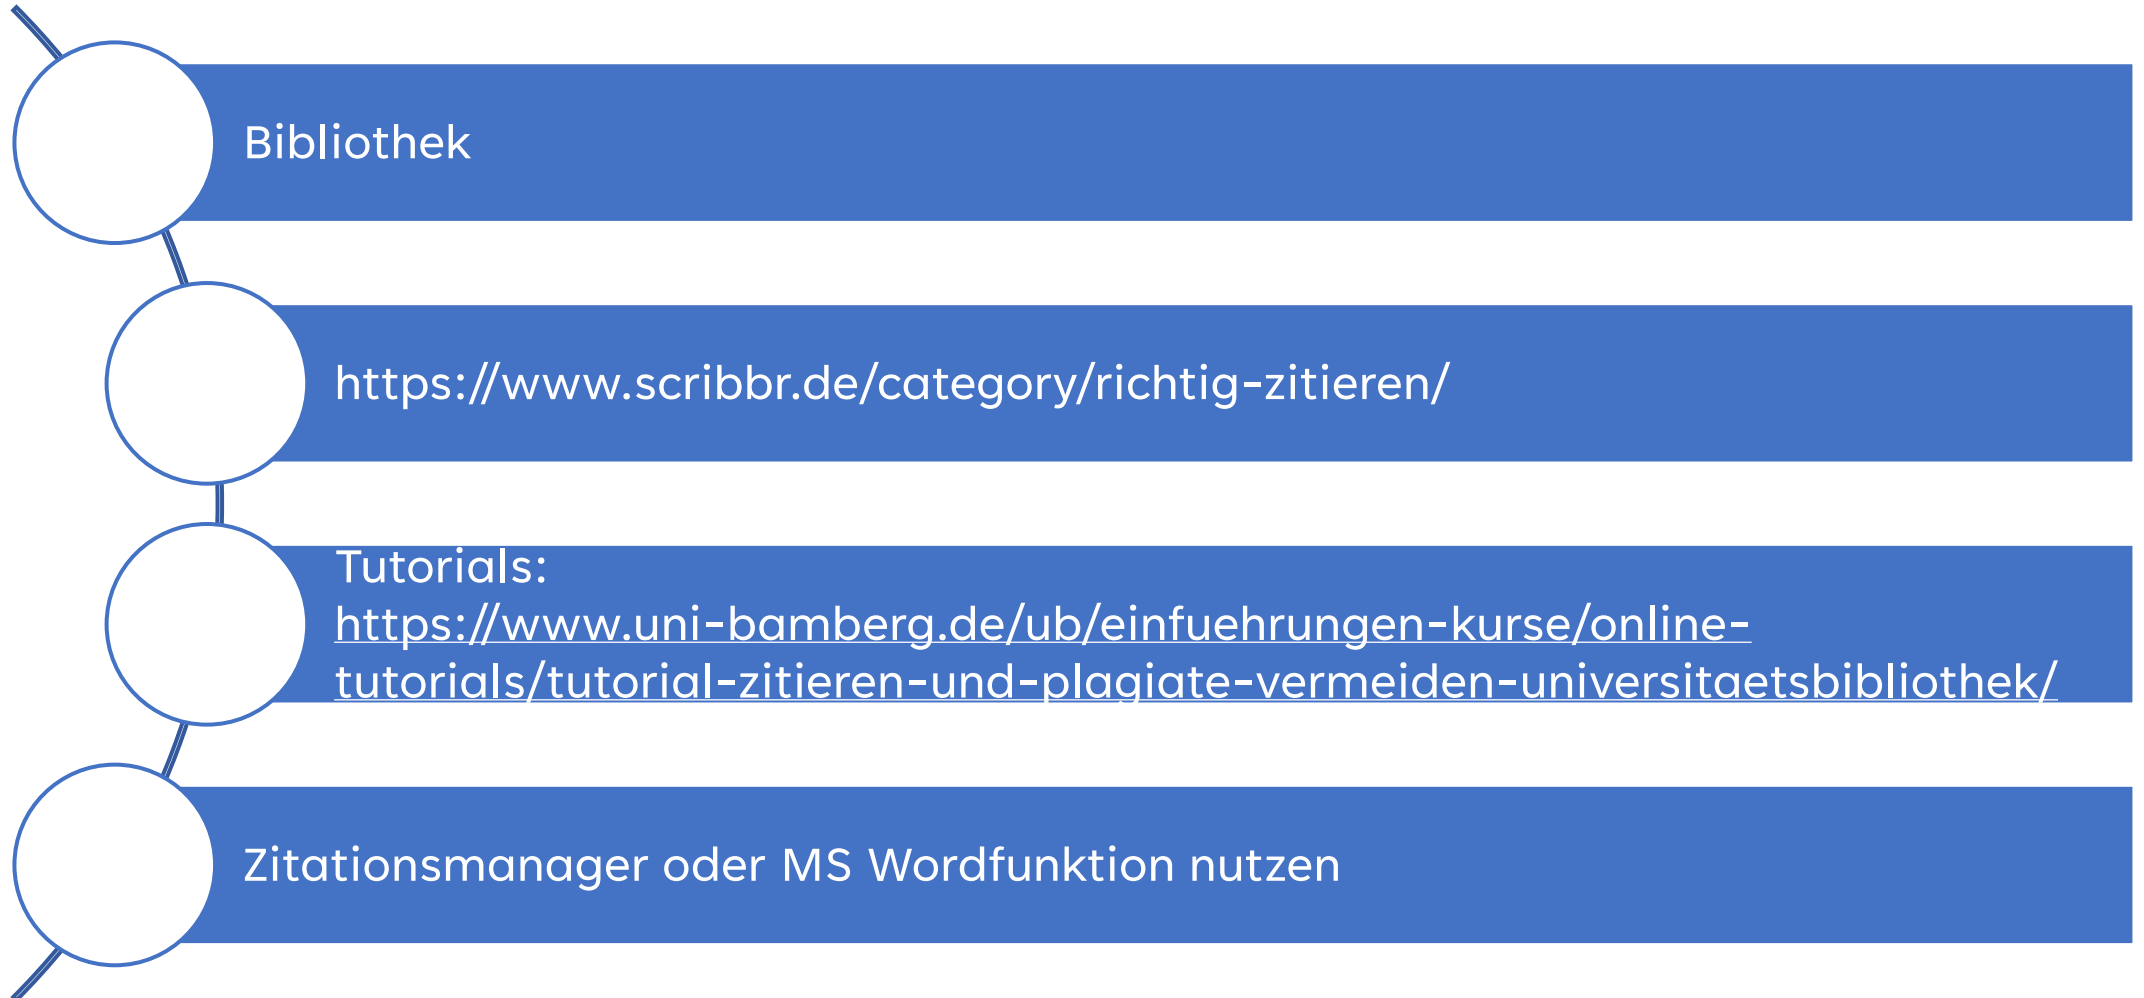 Bibliothek
https://www.scribbr.de/category/richtig-zitieren/
Tutorials:
https://www.uni-bamberg.de/ub/einfuehrungen-kurse/online-
tutorials/tutorial-zitieren-und-plagiate-vermeiden-universitaetsbibliothek/
Zitationsmanager oder MS Wordfunktion nutzen